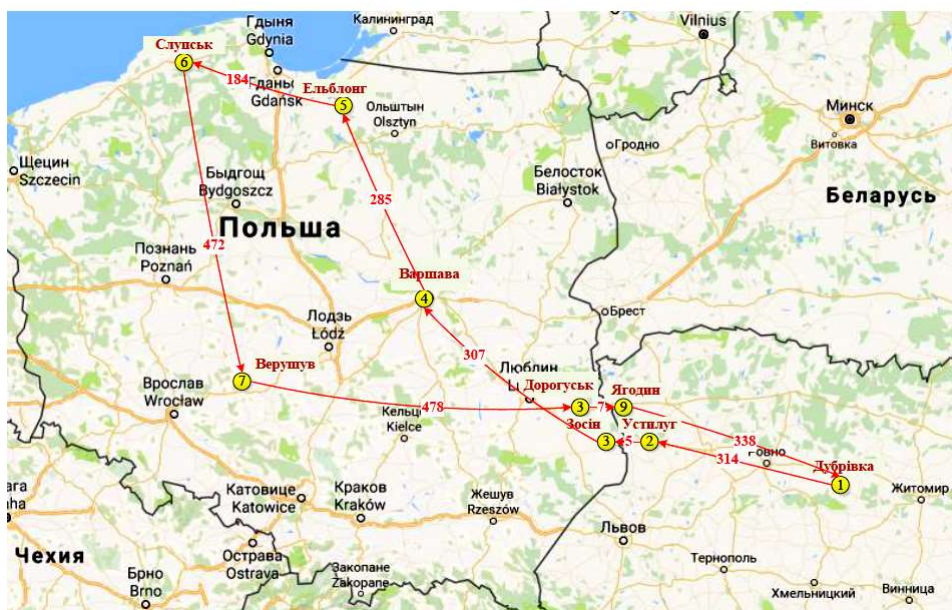 Гдыня
Gdynia
Калининград
Vilnius
Слупськ
6
184
Гданы
Gdańsk
Ельблонг
5
Ольштын
Olsztyn
Минск
Витовка
Гродно
Щецин
Szczecin
Быдгощ
Bydgoszcz
Белосток
Białystok
Беларусь
285
Польша
472
Познань
Poznań
Варшава
4
Брест
Лодзь
Łódź
307
Люблин
Верушув
7
Дорогуськ
Ягодин
Врослав
Wrocław
478
3
7
9
Кельцы
Kielce
Зосін
Устилуг
3
5
2
338
314
Ровно
Дубрівка
1
Житомир
Катовице
Katowice
Краков
Kraków
Жешув
Rzeszów
Львов
Чехия
Острава
Ostrava
Закопане
Zakopane
Тернополь
Хмельницкий
Винница
Брно
Brno